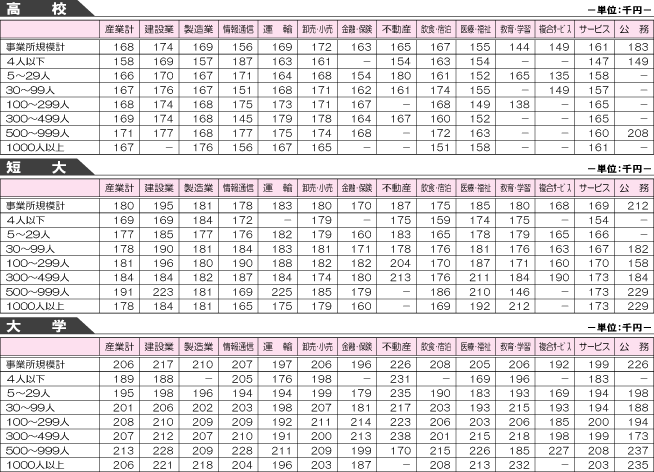 高 校
－単位：千円－
産業計 建設業 製造業 情報通信 運 輸 卸売・小売 金融・保険 不動産 飲食・宿泊 医療・福祉 教育・学習 複合サービス サービス 公 務
事業所規模計 168 174 169 156 169 172 163 165 167 155 144 149 161 183
4人以下 158 169 157 187 163 161 － 154 163 154 － － 147 149
5～29人 166 170 167 171 164 168 154 180 161 152 165 135 158 －
30～99人 167 176 167 151 168 171 162 161 174 155 － 149 157 －
100～299人 168 174 168 175 173 171 167 － 168 149 138 － 165 －
300～499人 169 174 168 145 179 178 164 167 160 152 － － 165 －
500～999人 171 177 168 177 175 174 168 － 172 163 － － 160 208
1000人以上 167 － 176 156 167 165 － － 151 158 － － 161 －
短 大
－単位：千円－
産業計 建設業 製造業 情報通信 運 輸 卸売・小売 金融・保険 不動産 飲食・宿泊 医療・福祉 教育・学習 複合サービス サービス 公 務
事業所規模計 180 195 181 178 183 180 170 187 175 185 180 168 169 212
4人以下 169 169 184 172 － 179 － 175 159 174 175 － 154 －
5～29人 177 185 177 176 182 179 160 183 165 178 179 165 166 －
30～99人 178 190 181 184 183 181 171 178 176 181 176 163 167 182
100～299人 181 196 180 190 188 182 182 204 170 187 171 160 170 158
300～499人 184 184 182 187 184 174 180 213 176 211 184 190 173 184
500～999人 191 223 181 169 225 185 179 － 186 210 146 － 173 229
1000人以上 178 184 181 165 175 179 160 － 169 192 212 － 173 229
大 学
－単位：千円－
産業計 建設業 製造業 情報通信 運 輸 卸売・小売 金融・保険 不動産 飲食・宿泊 医療・福祉 教育・学習 複合サービス サービス 公 務
事業所規模計 206 217 210 207 197 206 196 226 208 205 206 192 199 226
4人以下 189 188 － 205 176 198 － 231 － 169 196 － 183 －
5～29人 195 198 196 194 194 199 179 235 190 183 193 169 194 198
30～99人 201 206 202 203 198 207 181 217 203 193 215 193 194 188
100～299人 208 210 209 209 192 211 214 223 206 203 206 185 200 194
300～499人 207 212 207 210 191 200 213 238 201 215 218 198 199 173
500～999人 213 228 209 228 211 209 199 170 215 226 185 227 208 237
1000人以上 206 221 218 204 196 203 187 － 208 213 232 － 203 235